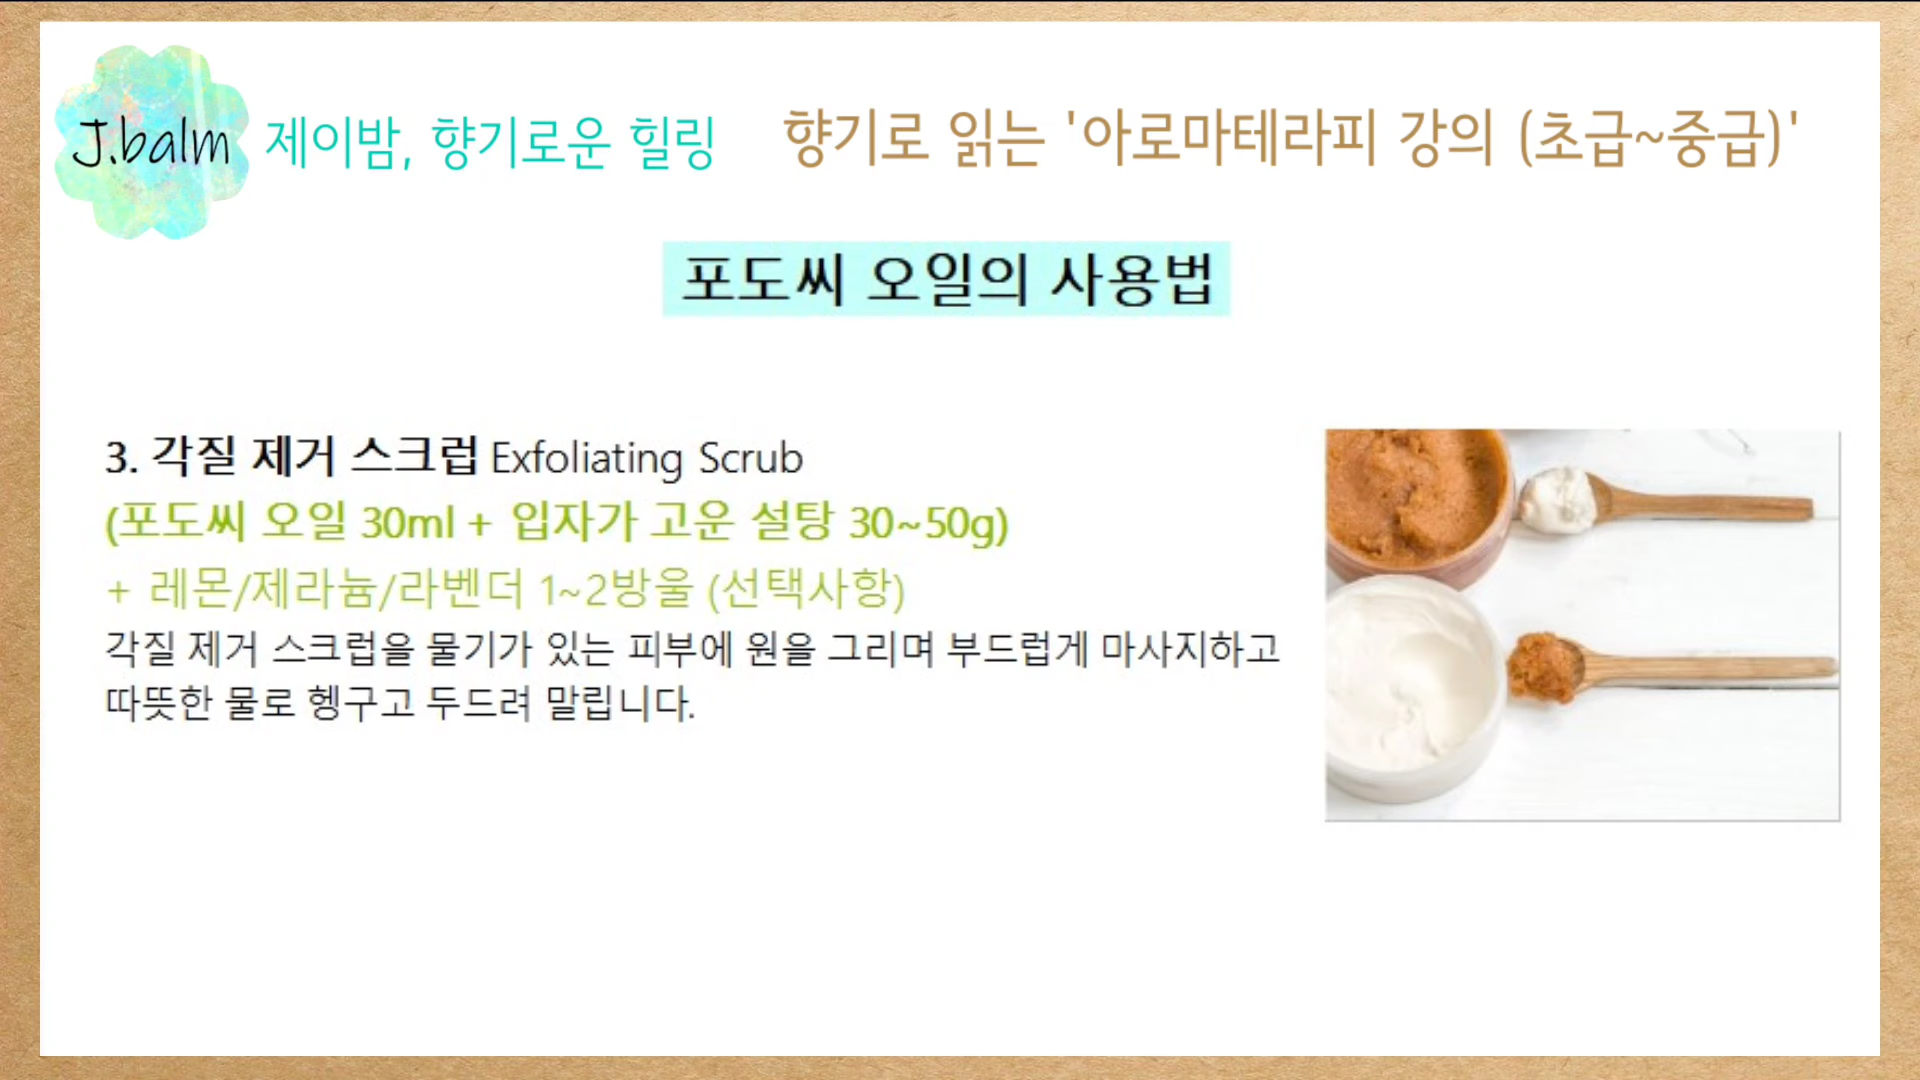 J.balm
제이밤, 향기로운 힐링
향기로 읽는 '아로마테라피 강의 (초급~중급)'
포도씨 오일의 사용법
3. 각질 제거 스크럽 Exfoliating Scrub
(포도씨 오일 30ml + 입자가 고운 설탕 30~50g)
+ 레몬/제라늄/라벤더 1~2방울 (선택사항)
각질 제거 스크럽을 물기가 있는 피부에 원을 그리며 부드럽게 마사지하고
따뜻한 물로 헹구고 두드려 말립니다.